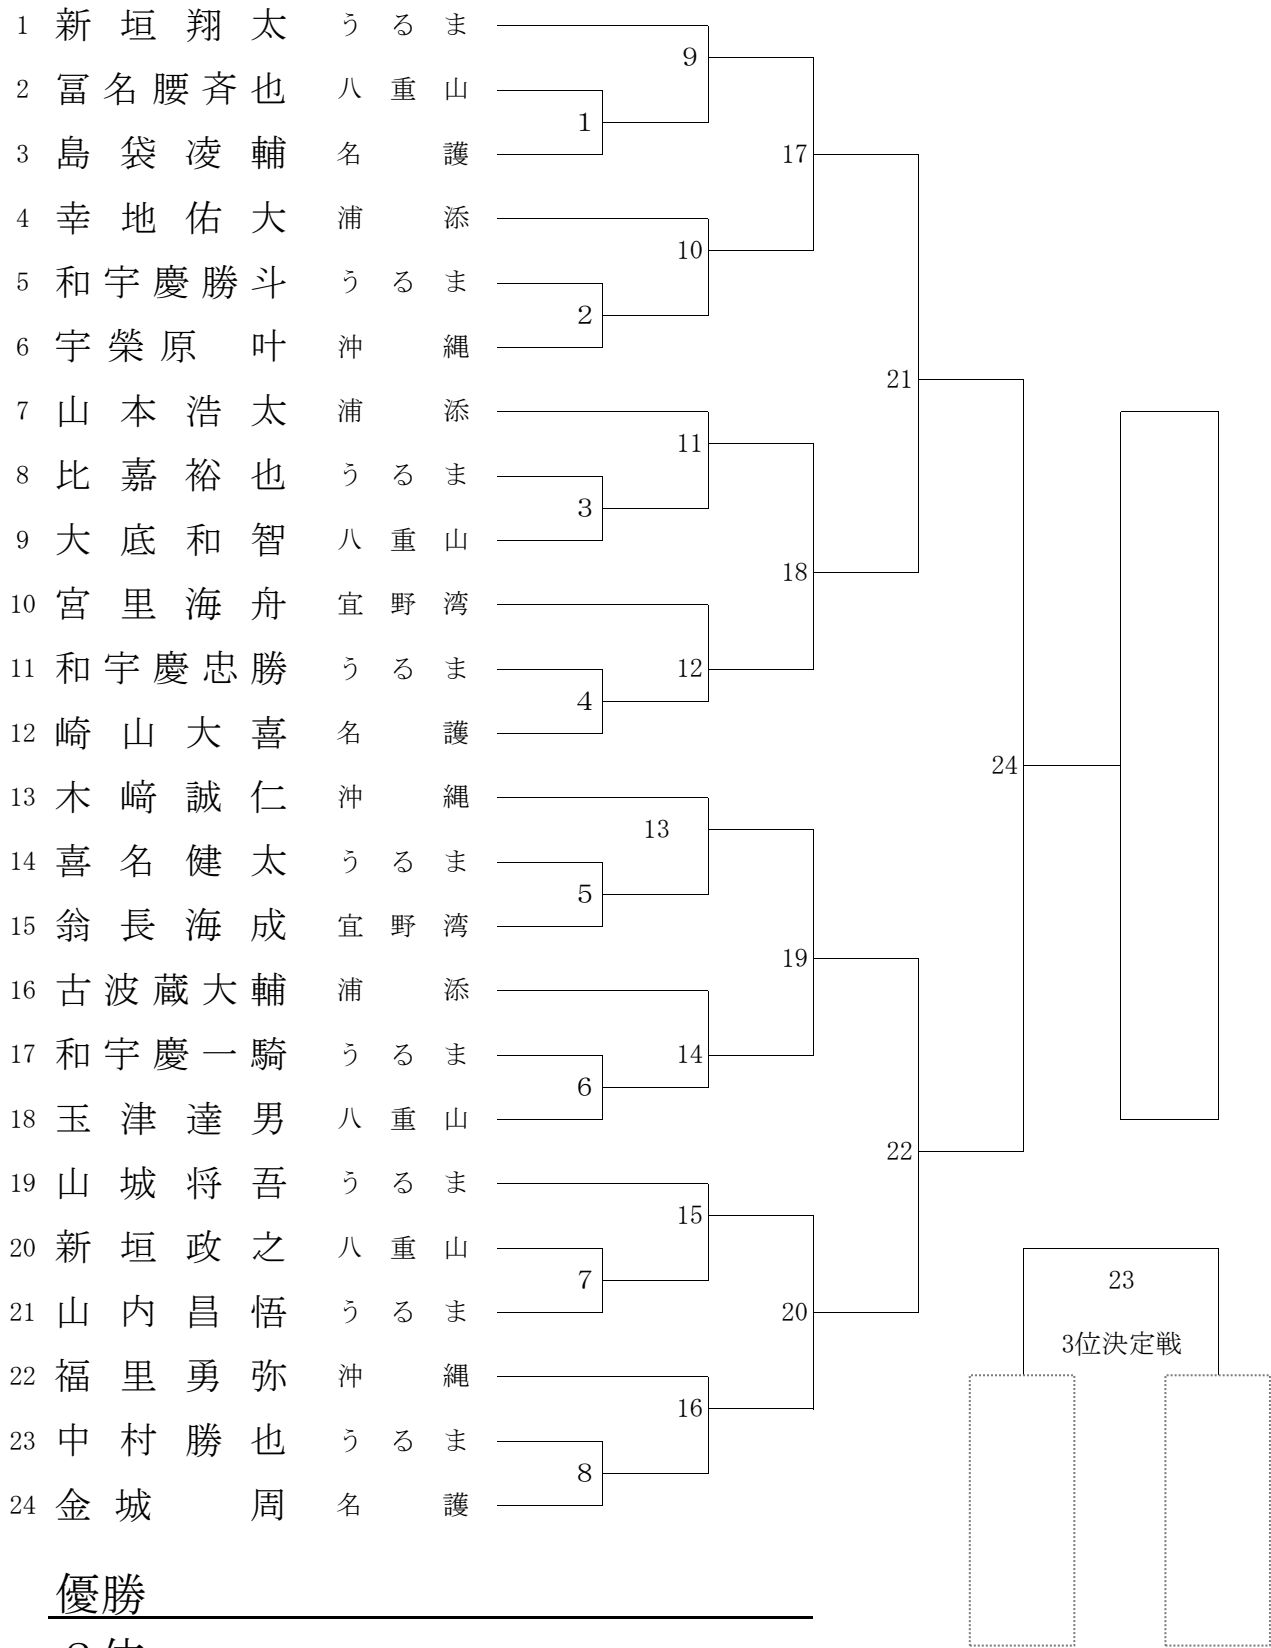 1 新垣翔太 うるま
2 冨名腰斉也 八重山
3 島袋凌輔 名護
4 幸地佑大 浦添
5 和宇慶勝斗 うるま
6 宇榮原 叶 沖縄
7 山本浩太 浦添
8 比嘉裕也 うるま
9 大底和智 八重山
10 宮里海舟 宜野湾
11 和宇慶忠勝 うるま
12 崎山大喜 名護
13 木﨑誠仁 沖縄
14 喜名健太 うるま
15 翁長海成 宜野湾
16 古波蔵大輔 浦添
17 和宇慶一騎 うるま
18 玉津達男 八重山
19 山城将吾 うるま
20 新垣政之 八重山
21 山内昌悟 うるま
22 福里勇弥 沖縄
23 中村勝也 うるま
24 金城 周 名護
1
2
3
4
5
6
7
8
9
10
11
12
13
14
15
16
17
18
19
20
21
22
24
23
3位決定戦
優勝